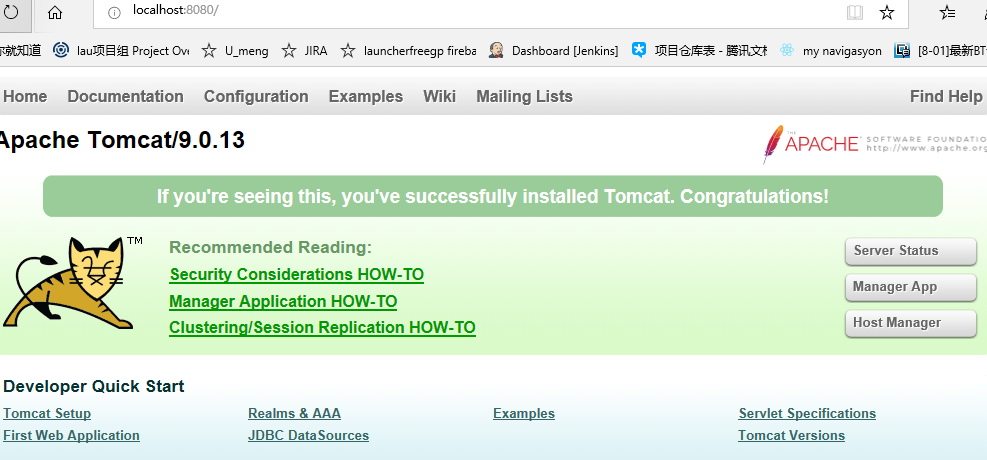 localhost:8080/
你就知道 lau项目组 Project Ove U_meng JIRA launcherfreegp fireba Dashboard [Jenkins] 项目仓库表 - 腾讯文档 my navigasyon [8-01]最新BT
Home Documentation Configuration Examples Wiki Mailing Lists Find Help
Apache Tomcat/9.0.13
THE APACHE SOFTWARE FOUNDATIO
http://www.apache.org
If you're seeing this, you've successfully installed Tomcat. Congratulations!
TM
Recommended Reading:
Security Considerations HOW-TO
Manager Application HOW-TO
Clustering/Session Replication HOW-TO
Server Status
Manager App
Host Manager
Developer Quick Start
Tomcat Setup Realms & AAA Examples Servlet Specifications
First Web Application JDBC DataSources Tomcat Versions